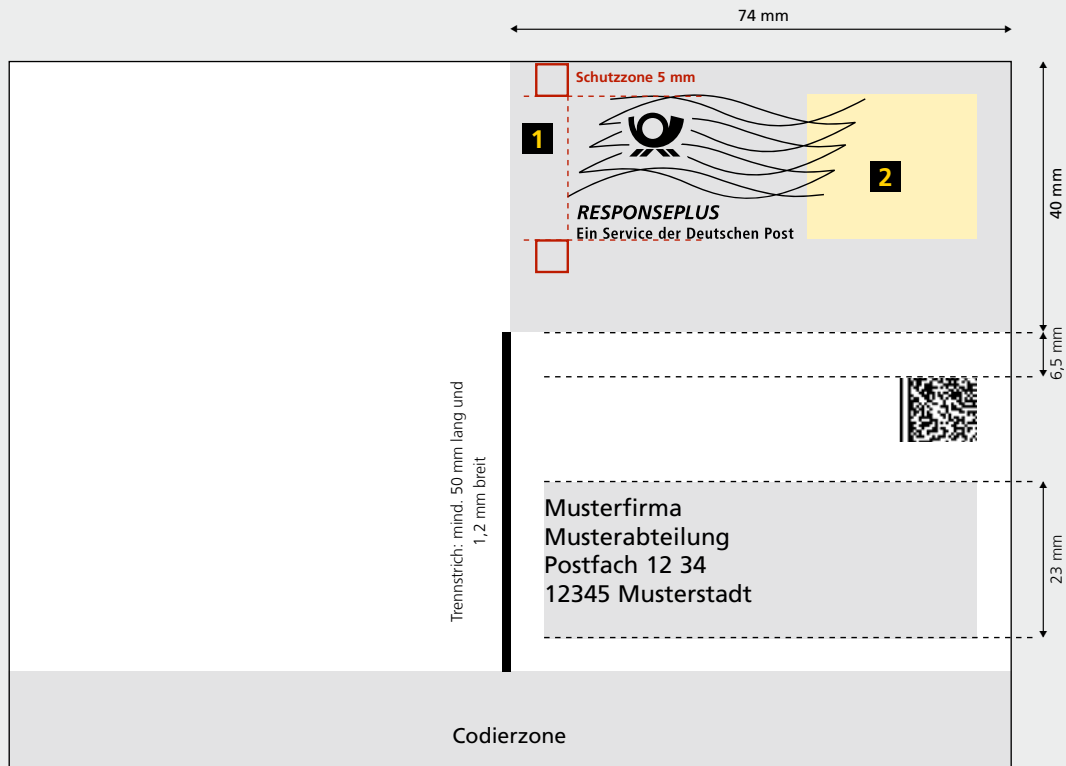 74 mm
Schutzzone 5 mm
1
2
RESPONSEPLUS
Ein Service der Deutschen Post
40 mm
6,5 mm
Trennstrich: mind. 50 mm lang und
1,2 mm breit
Musterfirma
Musterabteilung
Postfach 12 34
12345 Musterstadt
23 mm
Codierzone